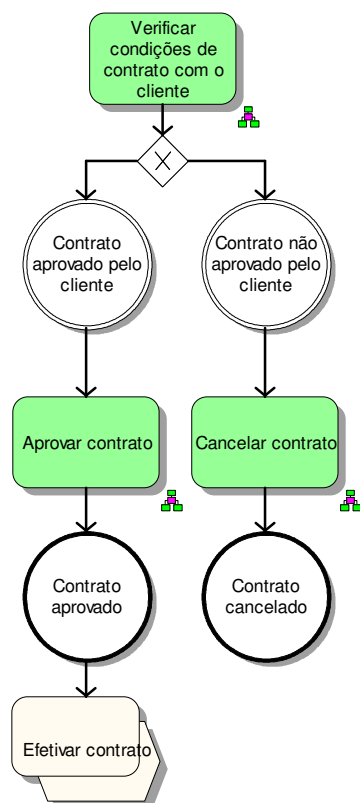 Verificar
condições de
contrato com o
cliente
Contrato
aprovado pelo
cliente
Contrato não
aprovado pelo
cliente
Aprovar contrato
Cancelar contrato
Contrato
aprovado
Contrato
cancelado
Efetivar contrato